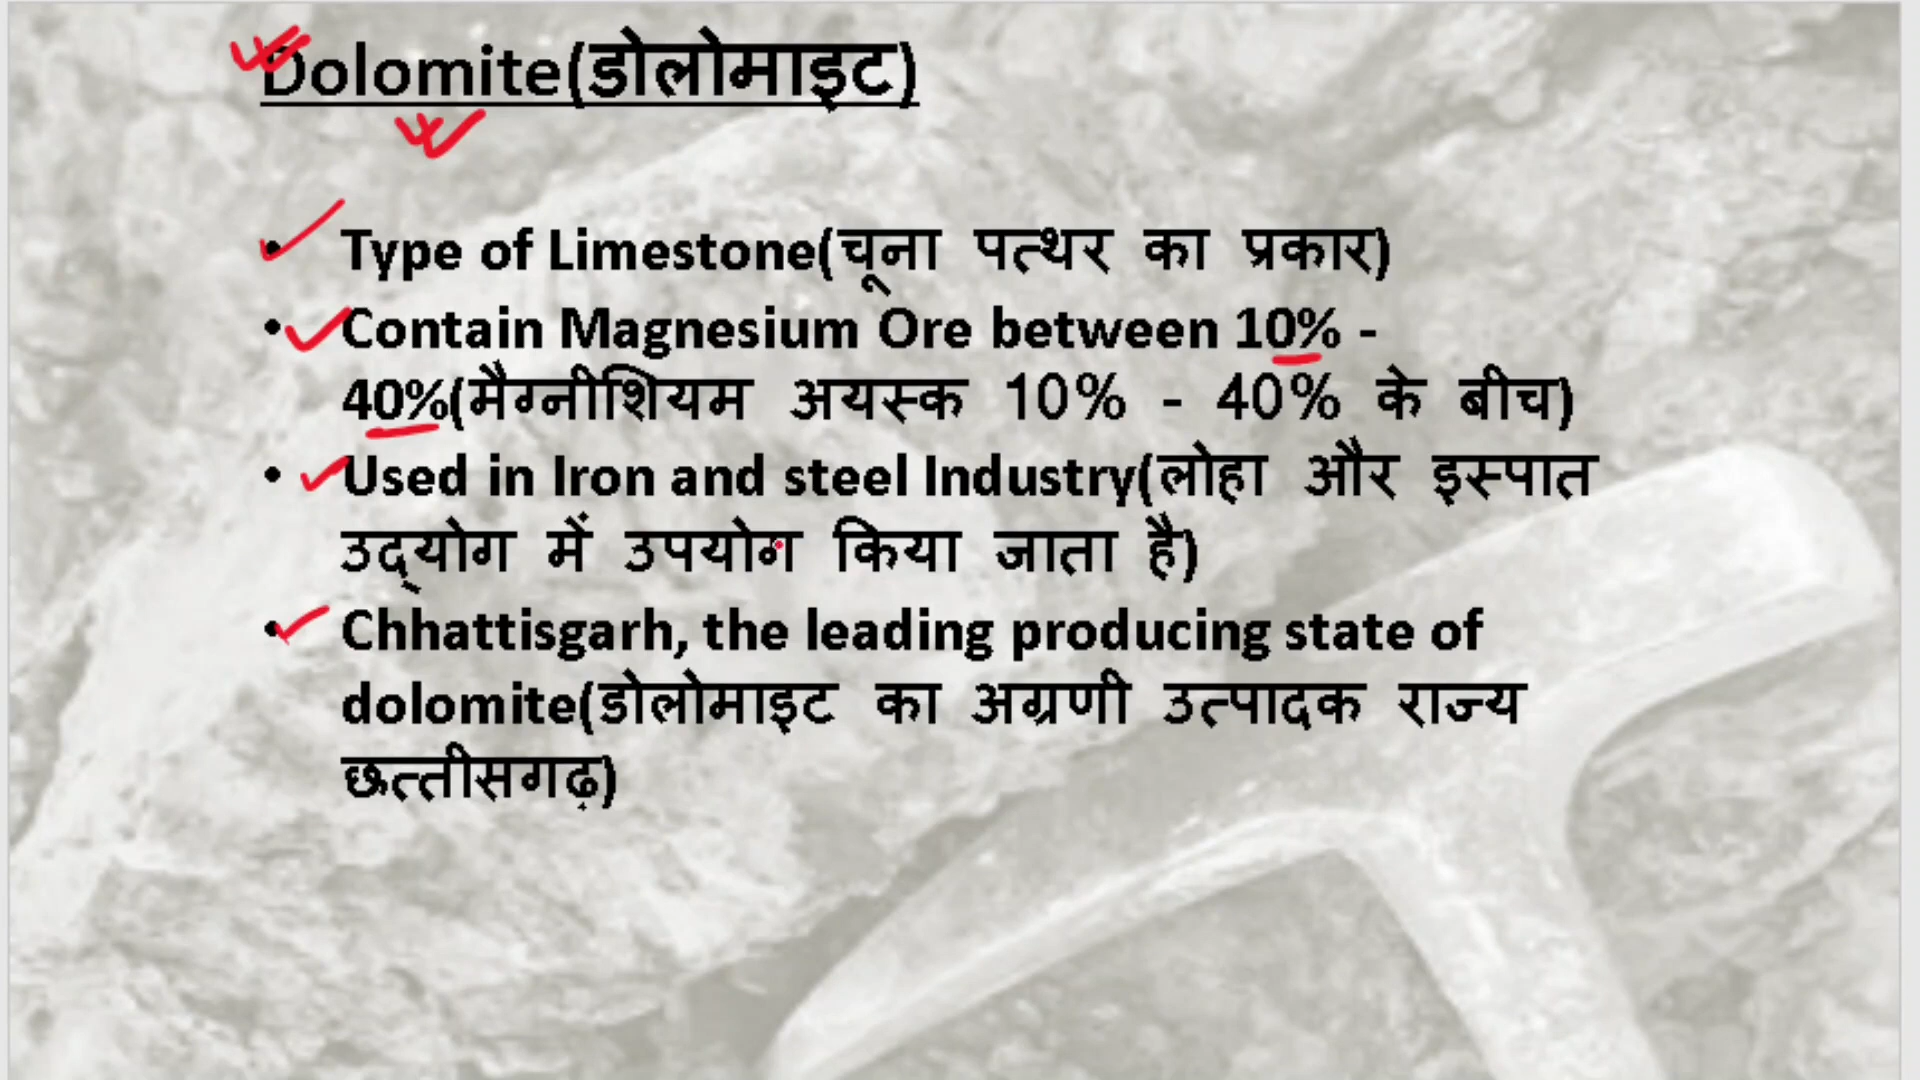 Dolomite(डोलोमाइट)
• Type of Limestone(चूना पत्थर का प्रकार)
• Contain Magnesium Ore between 10% -
40%(मैग्नीशियम अयस्क 10% - 40% के बीच)
• Used in Iron and steel Industry(लोहा और इस्पात
उद्योग में उपयोग किया जाता है)
• Chhattisgarh, the leading producing state of
dolomite(डोलोमाइट का अग्रणी उत्पादक राज्य
छत्तीसगढ़)